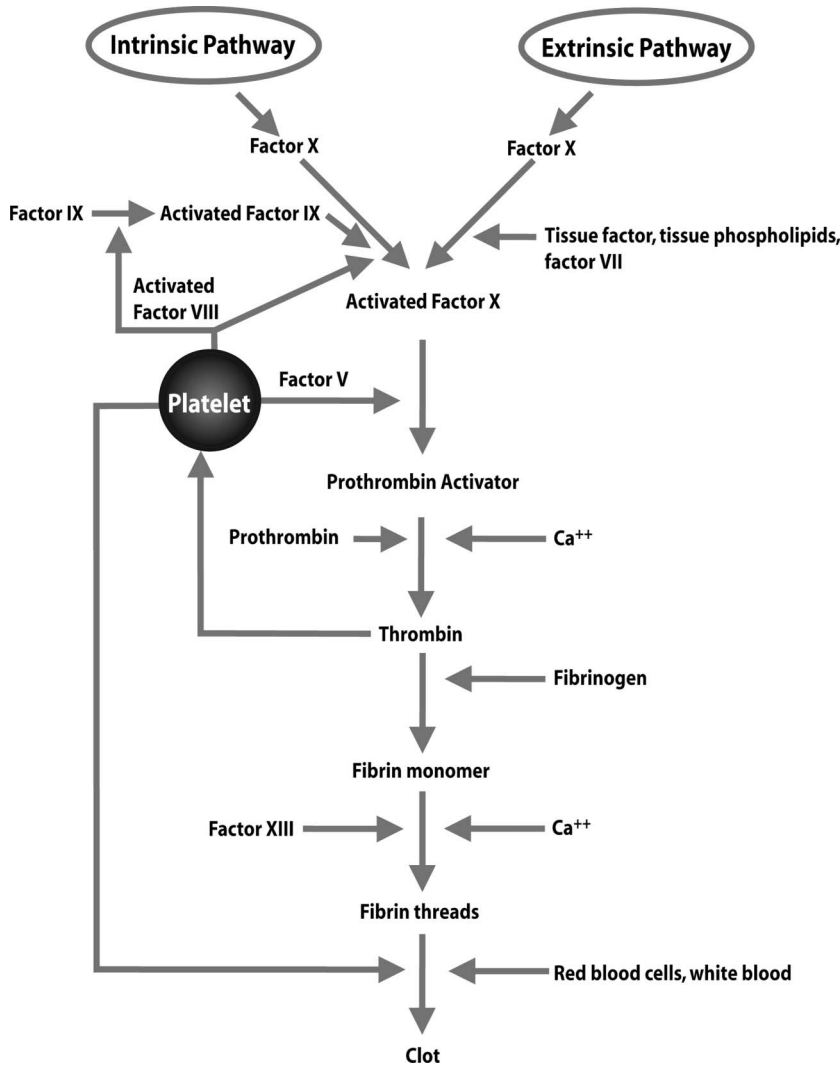 Intrinsic Pathway
Extrinsic Pathway
Factor X
Factor X
Factor IX
Activated Factor IX
Tissue factor, tissue phospholipids,
factor VII
Activated
Factor VIII
Activated Factor X
Factor V
Platelet
Prothrombin Activator
Prothrombin
Ca⁺⁺
Thrombin
Fibrinogen
Fibrin monomer
Factor XIII
Ca⁺⁺
Fibrin threads
Red blood cells, white blood
Clot